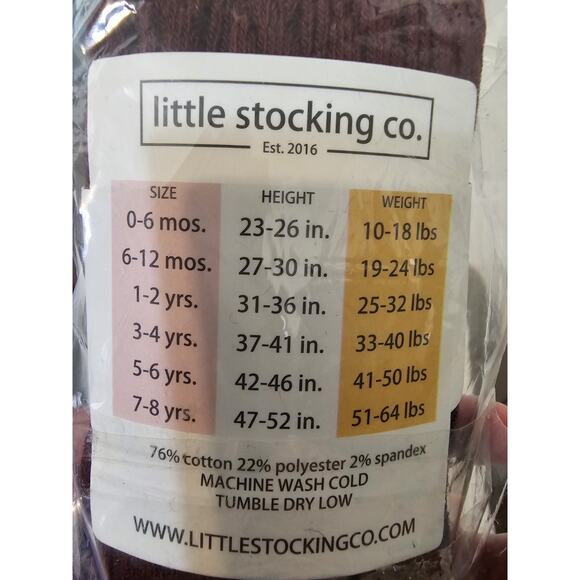 little stocking co.
Est. 2016
SIZE HEIGHT WEIGHT
0-6 mos. 23-26 in. 10-18 lbs
6-12 mos. 27-30 in. 19-24 lbs
1-2 yrs. 31-36 in. 25-32 lbs
3-4 yrs. 37-41 in. 33-40 lbs
5-6 yrs. 42-46 in. 41-50 lbs
7-8 yrs. 47-52 in. 51-64 lbs
76% cotton 22% polyester 2% spandex
MACHINE WASH COLD
TUMBLE DRY LOW
WWW.LITTLESTOCKINGCO.COM